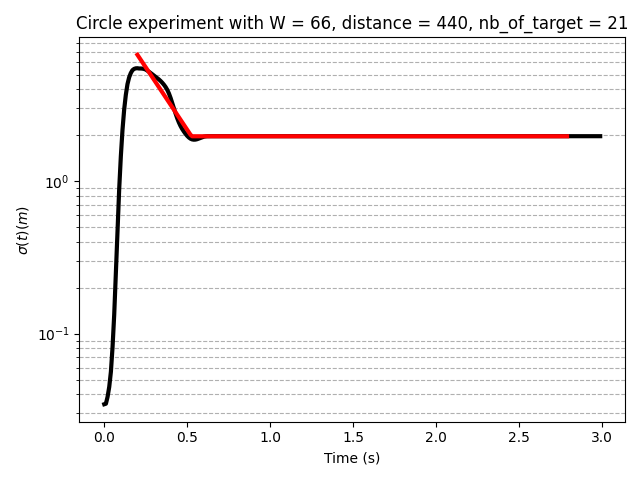 Circle experiment with W = 66, distance = 440, nb_of_target = 21
σ(t)(m)
10⁰
10⁻¹
0.0 0.5 1.0 1.5 2.0 2.5 3.0
Time (s)